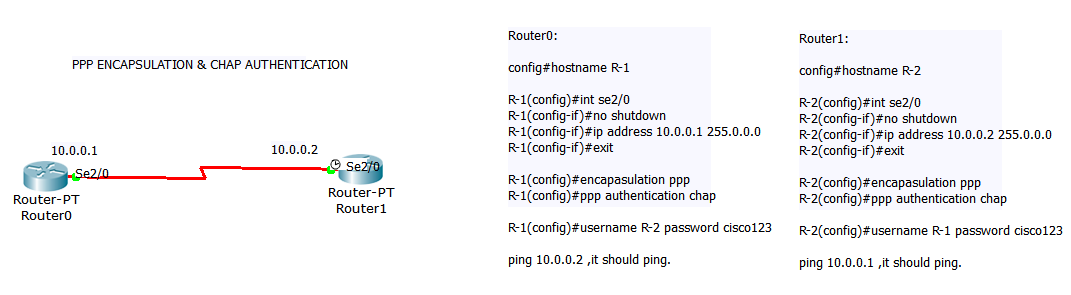 PPP ENCAPSULATION & CHAP AUTHENTICATION
10.0.0.1
10.0.0.2
Se2/0
Se2/0
Router-PT
Router0
Router-PT
Router1
Router0:
config#hostname R-1
R-1(config)#int se2/0
R-1(config-if)#no shutdown
R-1(config-if)#ip address 10.0.0.1 255.0.0.0
R-1(config-if)#exit
R-1(config)#encapasulation ppp
R-1(config)#ppp authentication chap
R-1(config)#username R-2 password cisco123
ping 10.0.0.2 ,it should ping.
Router1:
config#hostname R-2
R-2(config)#int se2/0
R-2(config-if)#no shutdown
R-2(config-if)#ip address 10.0.0.2 255.0.0.0
R-2(config-if)#exit
R-2(config)#encapasulation ppp
R-2(config)#ppp authentication chap
R-2(config)#username R-1 password cisco123
ping 10.0.0.1 ,it should ping.